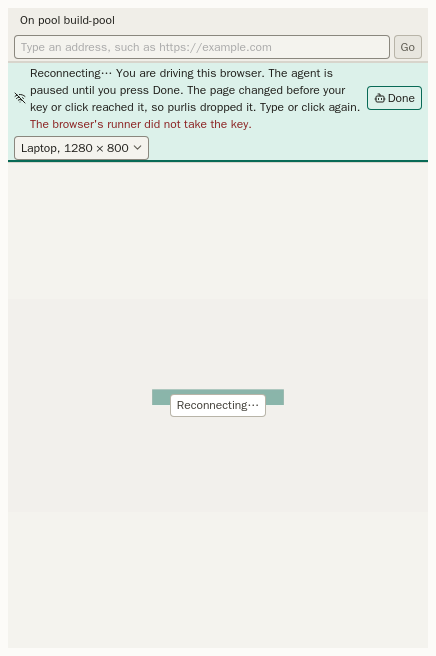 On pool build-pool
Type an address, such as https://example.com
Go
Reconnecting··· You are driving this browser. The agent is
paused until you press Done. The page changed before your
key or click reached it, so purlis dropped it. Type or click again.
The browser's runner did not take the key.
Done
Laptop, 1280 × 800
Reconnecting···